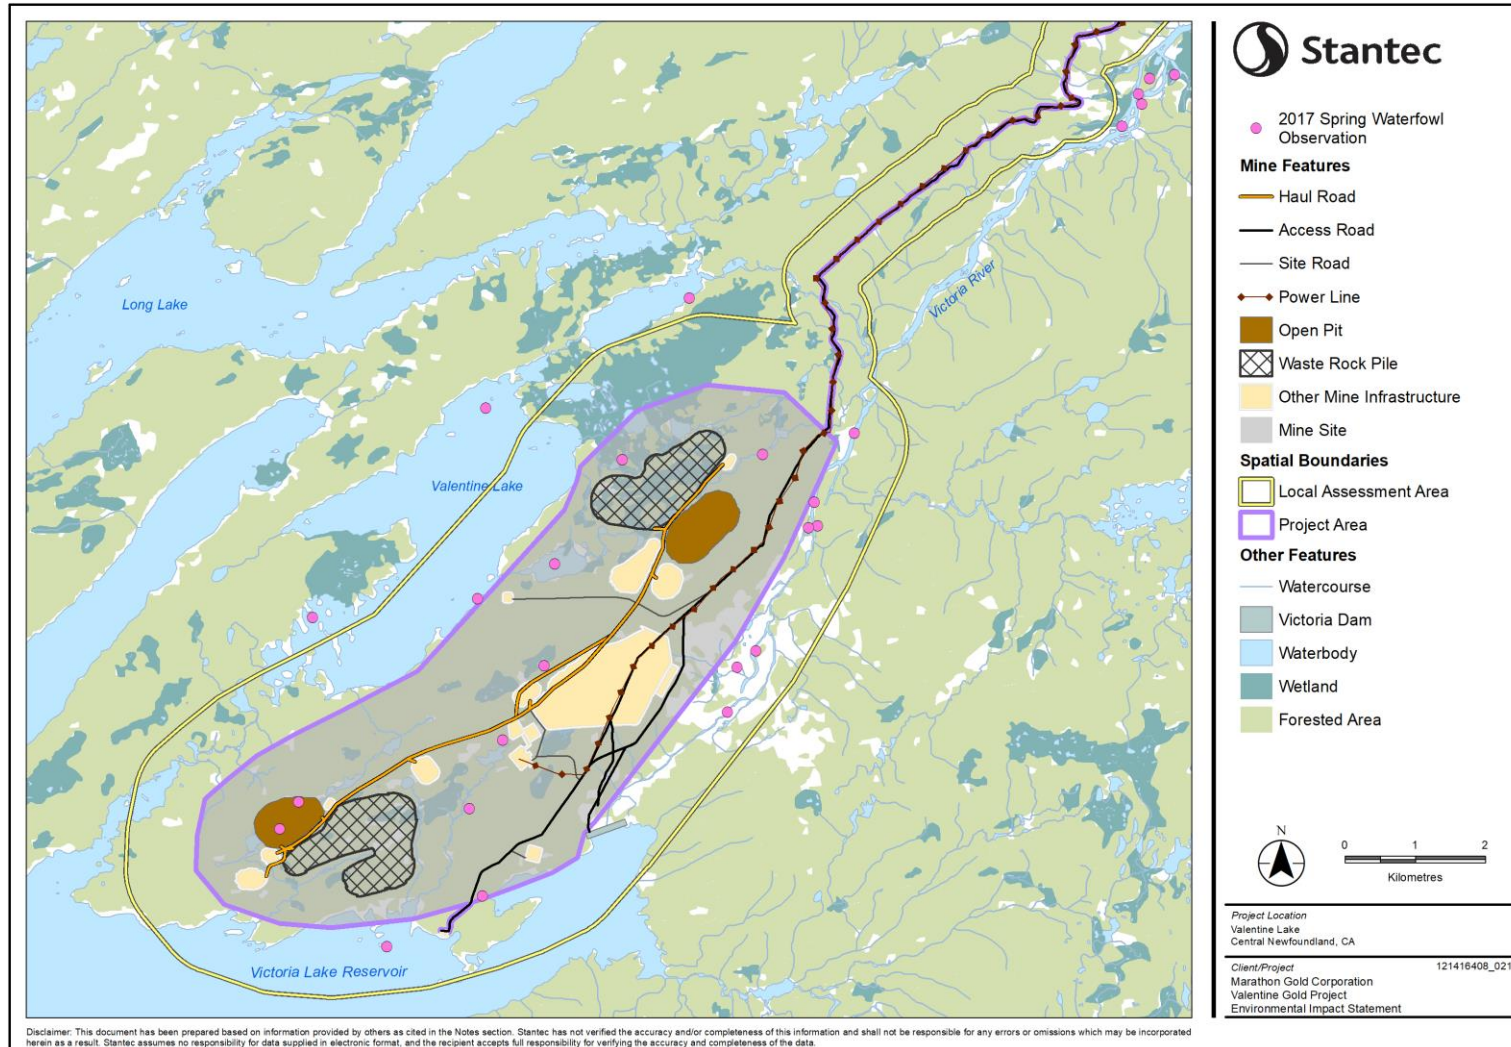 Long Lake
Valentine Lake
Victoria River
Victoria Lake Reservoir
Stantec
2017 Spring Waterfowl
Observation
Mine Features
Haul Road
Access Road
Site Road
Power Line
Open Pit
Waste Rock Pile
Other Mine Infrastructure
Mine Site
Spatial Boundaries
Local Assessment Area
Project Area
Other Features
Watercourse
Victoria Dam
Waterbody
Wetland
Forested Area
N
0 1 2
Kilometres
Project Location
Valentine Lake
Central Newfoundland, CA
Client/Project 121416408_021
Marathon Gold Corporation
Valentine Gold Project
Environmental Impact Statement
Disclaimer: This document has been prepared based on information provided by others as cited in the Notes section. Stantec has not verified the accuracy and/or completeness of this information and shall not be responsible for any errors or omissions which may be incorporated
herein as a result. Stantec assumes no responsibility for data supplied in electronic format, and the recipient accepts full responsibility for verifying the accuracy and completeness of the data.